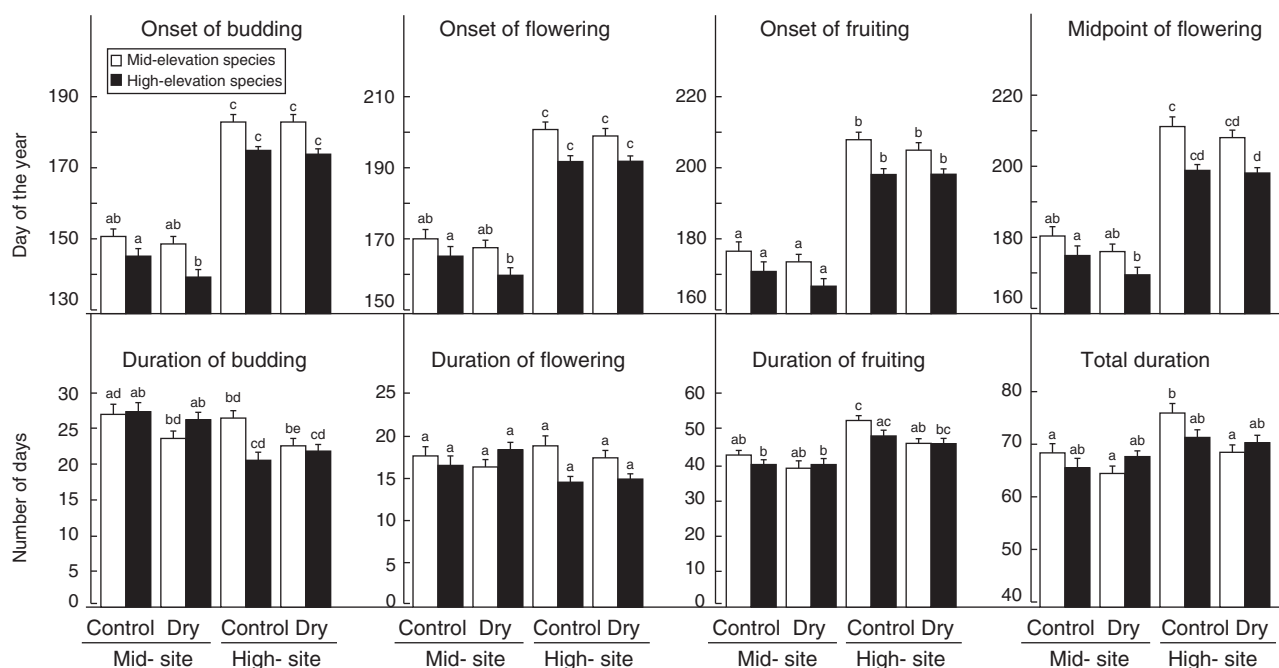 Onset of budding
Onset of flowering
Onset of fruiting
Midpoint of flowering
Mid-elevation species
High-elevation species
Day of the year
190
170
150
130
ab
a
ab
b
c
c
c
c
210
190
170
150
ab
a
ab
b
c
c
c
c
220
200
180
160
a
a
a
a
b
b
b
b
220
200
180
160
ab
a
ab
b
c
cd
cd
d
Duration of budding
Duration of flowering
Duration of fruiting
Total duration
Number of days
30
25
20
15
10
5
0
ad
ab
bd
ab
bd
cd
be
cd
25
20
15
10
5
0
a
a
a
a
a
a
a
a
60
50
40
30
20
10
0
ab
b
ab
b
c
ac
ab
bc
80
70
60
50
40
a
ab
a
ab
b
ab
a
ab
Control Dry Control Dry
Mid- site High- site
Control Dry Control Dry
Mid- site High- site
Control Dry Control Dry
Mid- site High- site
Control Dry Control Dry
Mid- site High- site